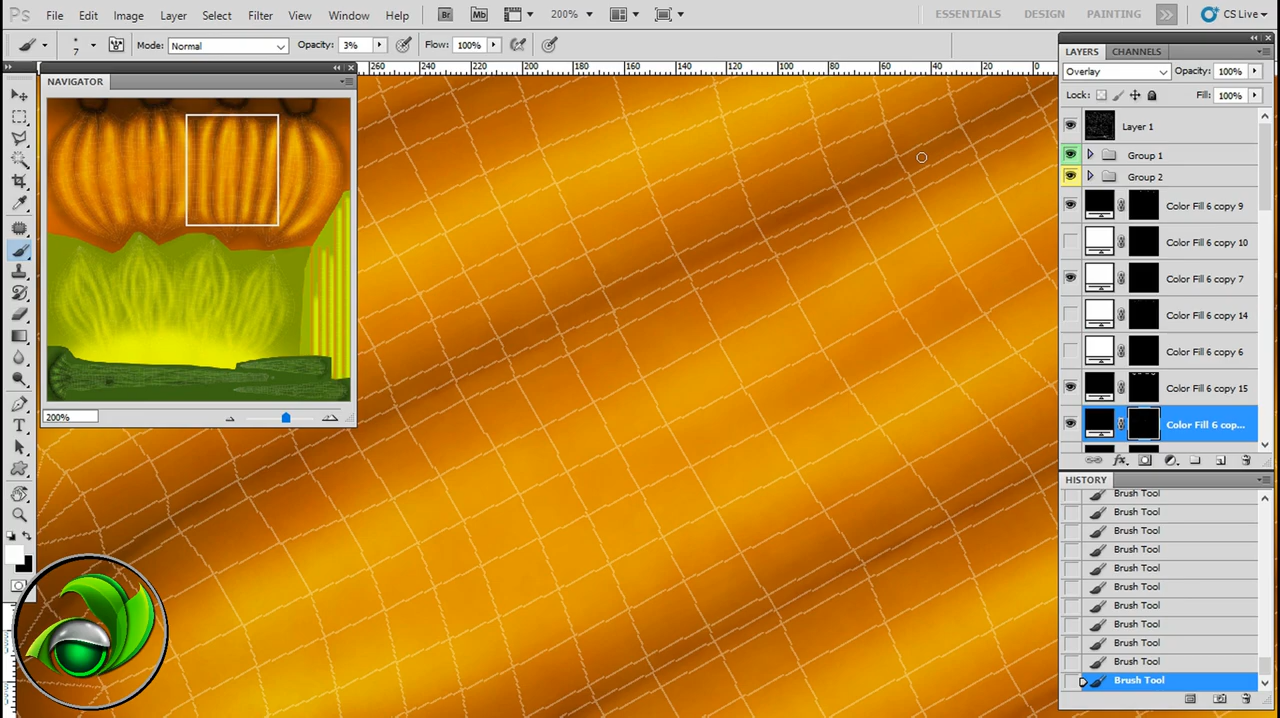 Ps File Edit Image Layer Select Filter View Window Help Br Mb 200% ESSENTIALS DESIGN PAINTING CS Live
7 Mode: Normal Opacity: 3% Flow: 100%
NAVIGATOR
200%
260 240 220 200 180 160 140 120 100 80 60 40 20 0
LAYERS CHANNELS
Overlay Opacity: 100%
Lock: Fill: 100%
Layer 1
Group 1
Group 2
Color Fill 6 copy 9
Color Fill 6 copy 10
Color Fill 6 copy 7
Color Fill 6 copy 14
Color Fill 6 copy 6
Color Fill 6 copy 15
Color Fill 6 cop...
fx
HISTORY
Brush Tool
Brush Tool
Brush Tool
Brush Tool
Brush Tool
Brush Tool
Brush Tool
Brush Tool
Brush Tool
Brush Tool
Brush Tool